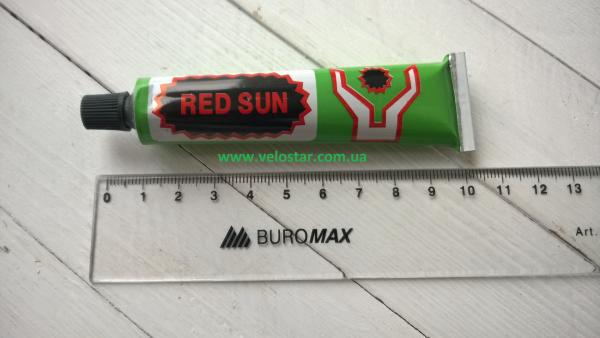 RED SUN
www.velostar.com.ua
0 1 2 3 4 5 6 7 8 9 10 11 12 13
BUROMAX
Art.